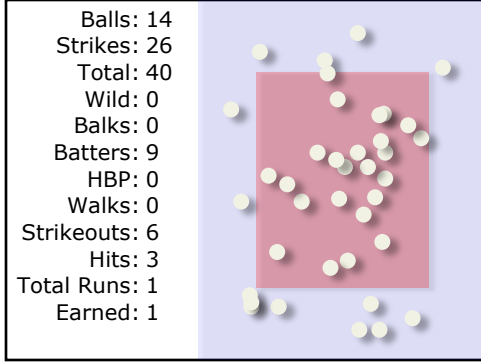 Balls: 14
Strikes: 26
Total: 40
Wild: 0
Balks: 0
Batters: 9
HBP: 0
Walks: 0
Strikeouts: 6
Hits: 3
Total Runs: 1
Earned: 1